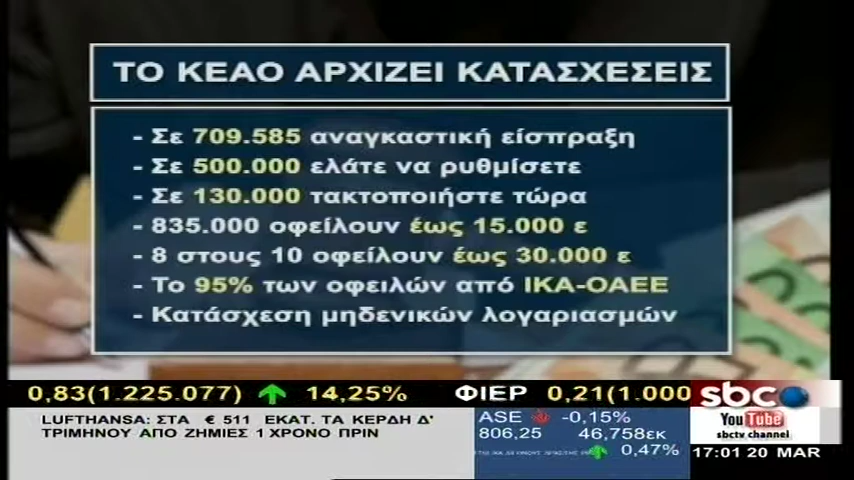 ΤΟ ΚΕΑΟ ΑΡΧΙΖΕΙ ΚΑΤΑΣΧΕΣΕΙΣ
- Σε 709.585 αναγκαστική είσπραξη
- Σε 500.000 ελάτε να ρυθμίσετε
- Σε 130.000 τακτοποιήστε τώρα
- 835.000 οφείλουν έως 15.000 ε
- 8 στους 10 οφείλουν έως 30.000 ε
- Το 95% των οφειλών από ΙΚΑ-ΟΑΕΕ
- Κατάσχεση μηδενικών λογαριασμών
0,83(1.225.077) 14,25% ΦΙΕΡ 0,21(1.000
sbc
LUFTHANSA: ΣΤΑ € 511 ΕΚΑΤ. ΤΑ ΚΕΡΔΗ Δ'
ΤΡΙΜΗΝΟΥ ΑΠΟ ΖΗΜΙΕΣ 1 ΧΡΟΝΟ ΠΡΙΝ
ASE -0,15%
806,25 46,758εκ
0,47%
YouTube
sbctv channel
17:01 20 MAR